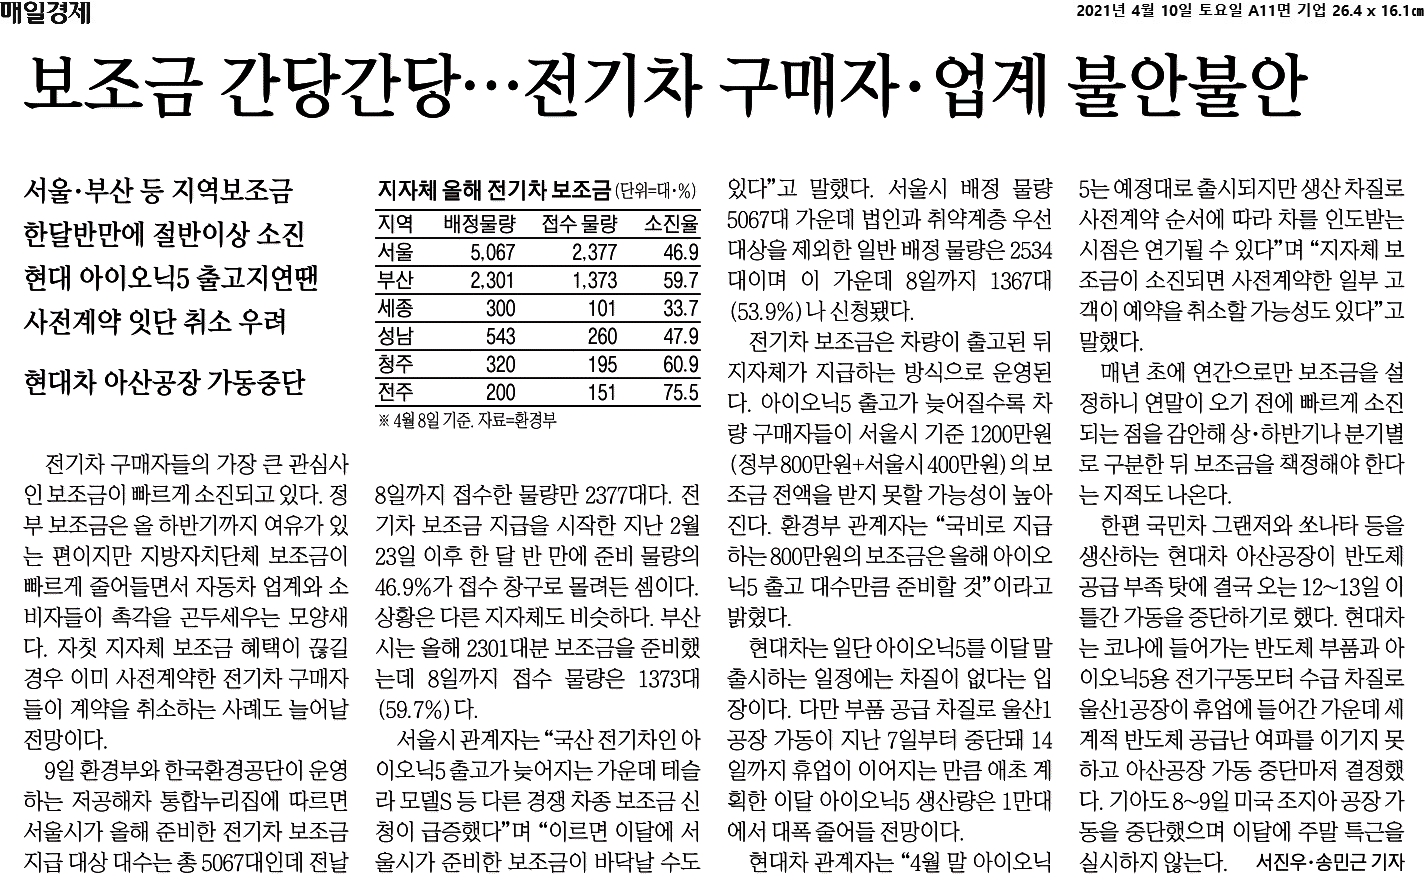 매일경제
2021년 4월 10일 토요일 A11면 기업 26.4 x 16.1㎝
보조금 간당간당…전기차 구매자·업계 불안불안
서울·부산 등 지역보조금
한달반만에 절반이상 소진
현대 아이오닉5 출고지연땐
사전계약 잇단 취소 우려
현대차 아산공장 가동중단
지자체 올해 전기차 보조금 (단위=대·%)
지역 배정물량 접수 물량 소진율
서울 5,067 2,377 46.9
부산 2,301 1,373 59.7
세종 300 101 33.7
성남 543 260 47.9
청주 320 195 60.9
전주 200 151 75.5
※ 4월 8일 기준. 자료=환경부
전기차 구매자들의 가장 큰 관심사
인 보조금이 빠르게 소진되고 있다. 정
부 보조금은 올 하반기까지 여유가 있
는 편이지만 지방자치단체 보조금이
빠르게 줄어들면서 자동차 업계와 소
비자들이 촉각을 곤두세우는 모양새
다. 자칫 지자체 보조금 혜택이 끊길
경우 이미 사전계약한 전기차 구매자
들이 계약을 취소하는 사례도 늘어날
전망이다.
9일 환경부와 한국환경공단이 운영
하는 저공해차 통합누리집에 따르면
서울시가 올해 준비한 전기차 보조금
지급 대상 대수는 총 5067대인데 전날
8일까지 접수한 물량만 2377대다. 전
기차 보조금 지급을 시작한 지난 2월
23일 이후 한 달 반 만에 준비 물량의
46.9%가 접수 창구로 몰려든 셈이다.
상황은 다른 지자체도 비슷하다. 부산
시는 올해 2301대분 보조금을 준비했
는데 8일까지 접수 물량은 1373대
(59.7%)다.
서울시 관계자는 “국산 전기차인 아
이오닉5 출고가 늦어지는 가운데 테슬
라 모델S 등 다른 경쟁 차종 보조금 신
청이 급증했다”며 “이르면 이달에 서
울시가 준비한 보조금이 바닥날 수도
있다”고 말했다. 서울시 배정 물량
5067대 가운데 법인과 취약계층 우선
대상을 제외한 일반 배정 물량은 2534
대이며 이 가운데 8일까지 1367대
(53.9%)나 신청됐다.
전기차 보조금은 차량이 출고된 뒤
지자체가 지급하는 방식으로 운영된
다. 아이오닉5 출고가 늦어질수록 차
량 구매자들이 서울시 기준 1200만원
(정부 800만원+서울시 400만원)의 보
조금 전액을 받지 못할 가능성이 높아
진다. 환경부 관계자는 “국비로 지급
하는 800만원의 보조금은 올해 아이오
닉5 출고 대수만큼 준비할 것”이라고
밝혔다.
현대차는 일단 아이오닉5를 이달 말
출시하는 일정에는 차질이 없다는 입
장이다. 다만 부품 공급 차질로 울산1
공장 가동이 지난 7일부터 중단돼 14
일까지 휴업이 이어지는 만큼 애초 계
획한 이달 아이오닉5 생산량은 1만대
에서 대폭 줄어들 전망이다.
현대차 관계자는 “4월 말 아이오닉
5는 예정대로 출시되지만 생산 차질로
사전계약 순서에 따라 차를 인도받는
시점은 연기될 수 있다”며 “지자체 보
조금이 소진되면 사전계약한 일부 고
객이 예약을 취소할 가능성도 있다”고
말했다.
매년 초에 연간으로만 보조금을 설
정하니 연말이 오기 전에 빠르게 소진
되는 점을 감안해 상·하반기나 분기별
로 구분한 뒤 보조금을 책정해야 한다
는 지적도 나온다.
한편 국민차 그랜저와 쏘나타 등을
생산하는 현대차 아산공장이 반도체
공급 부족 탓에 결국 오는 12~13일 이
틀간 가동을 중단하기로 했다. 현대차
는 코나에 들어가는 반도체 부품과 아
이오닉5용 전기구동모터 수급 차질로
울산1공장이 휴업에 들어간 가운데 세
계적 반도체 공급난 여파를 이기지 못
하고 아산공장 가동 중단마저 결정했
다. 기아도 8~9일 미국 조지아 공장 가
동을 중단했으며 이달에 주말 특근을
실시하지 않는다. 서진우·송민근 기자